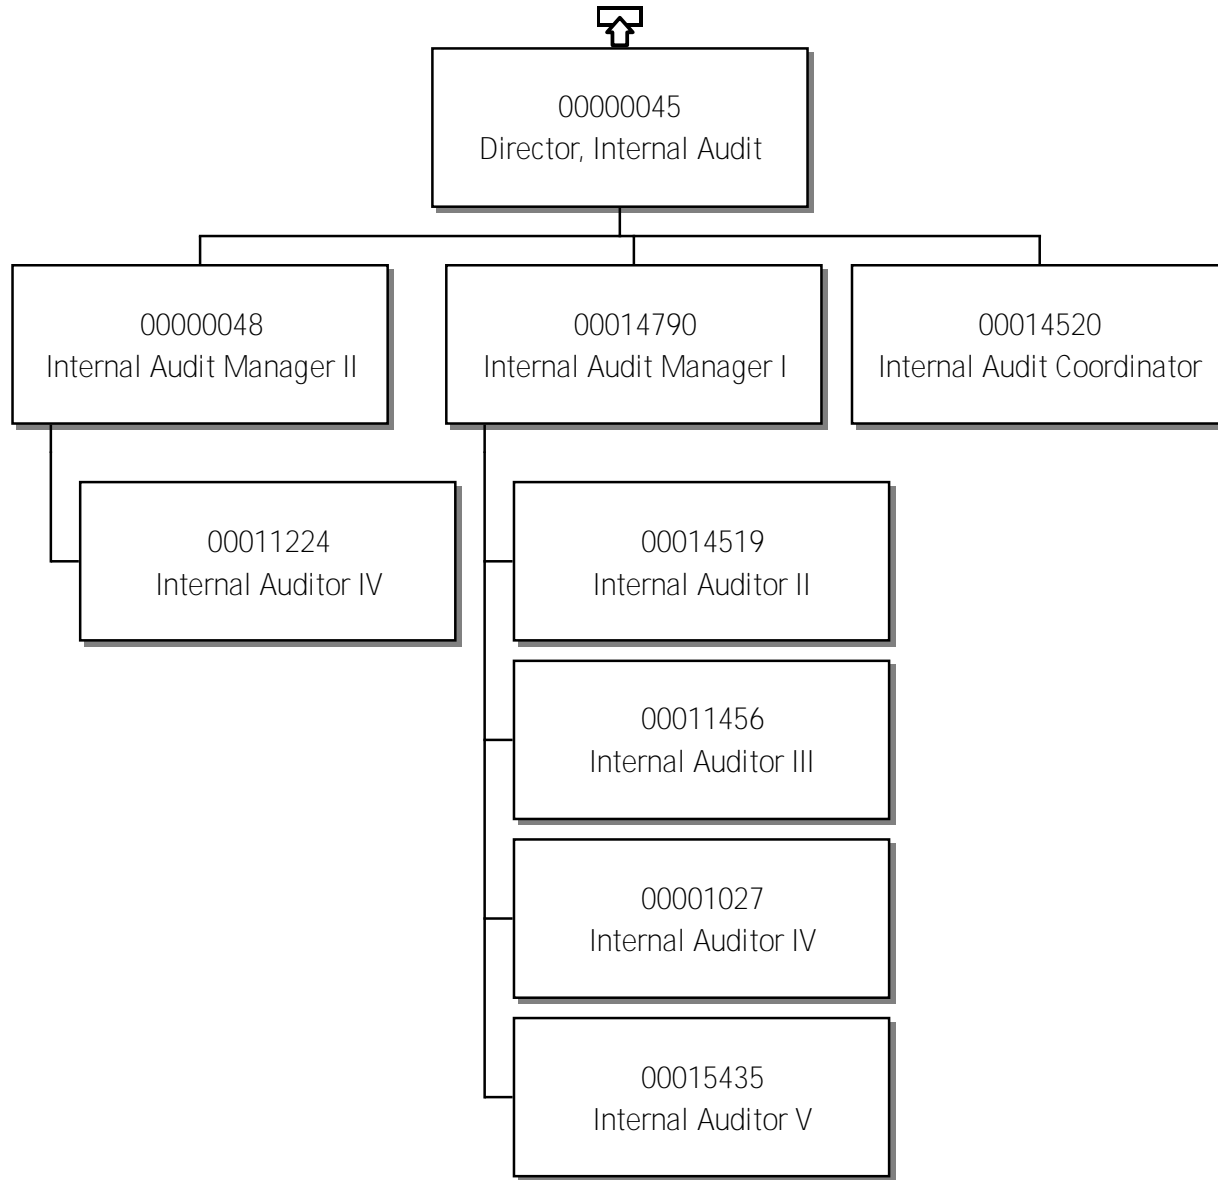 00000045
Director, Internal Audit
00000048
Internal Audit Manager II
00014790
Internal Audit Manager I
00014520
Internal Audit Coordinator
00011224
Internal Auditor IV
00014519
Internal Auditor II
00011456
Internal Auditor III
00001027
Internal Auditor IV
00015435
Internal Auditor V